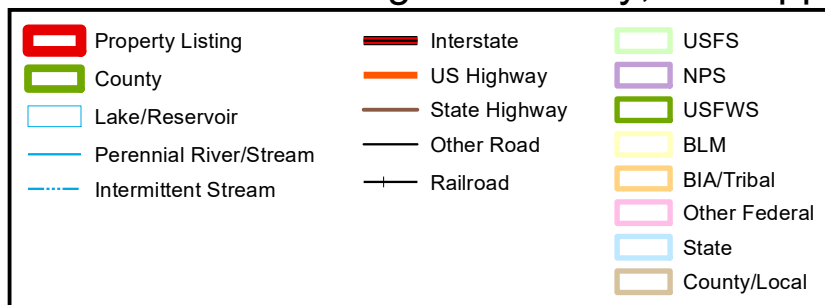 Property Listing
County
Lake/Reservoir
Perennial River/Stream
Intermittent Stream
Interstate
US Highway
State Highway
Other Road
Railroad
USFS
NPS
USFWS
BLM
BIA/Tribal
Other Federal
State
County/Local